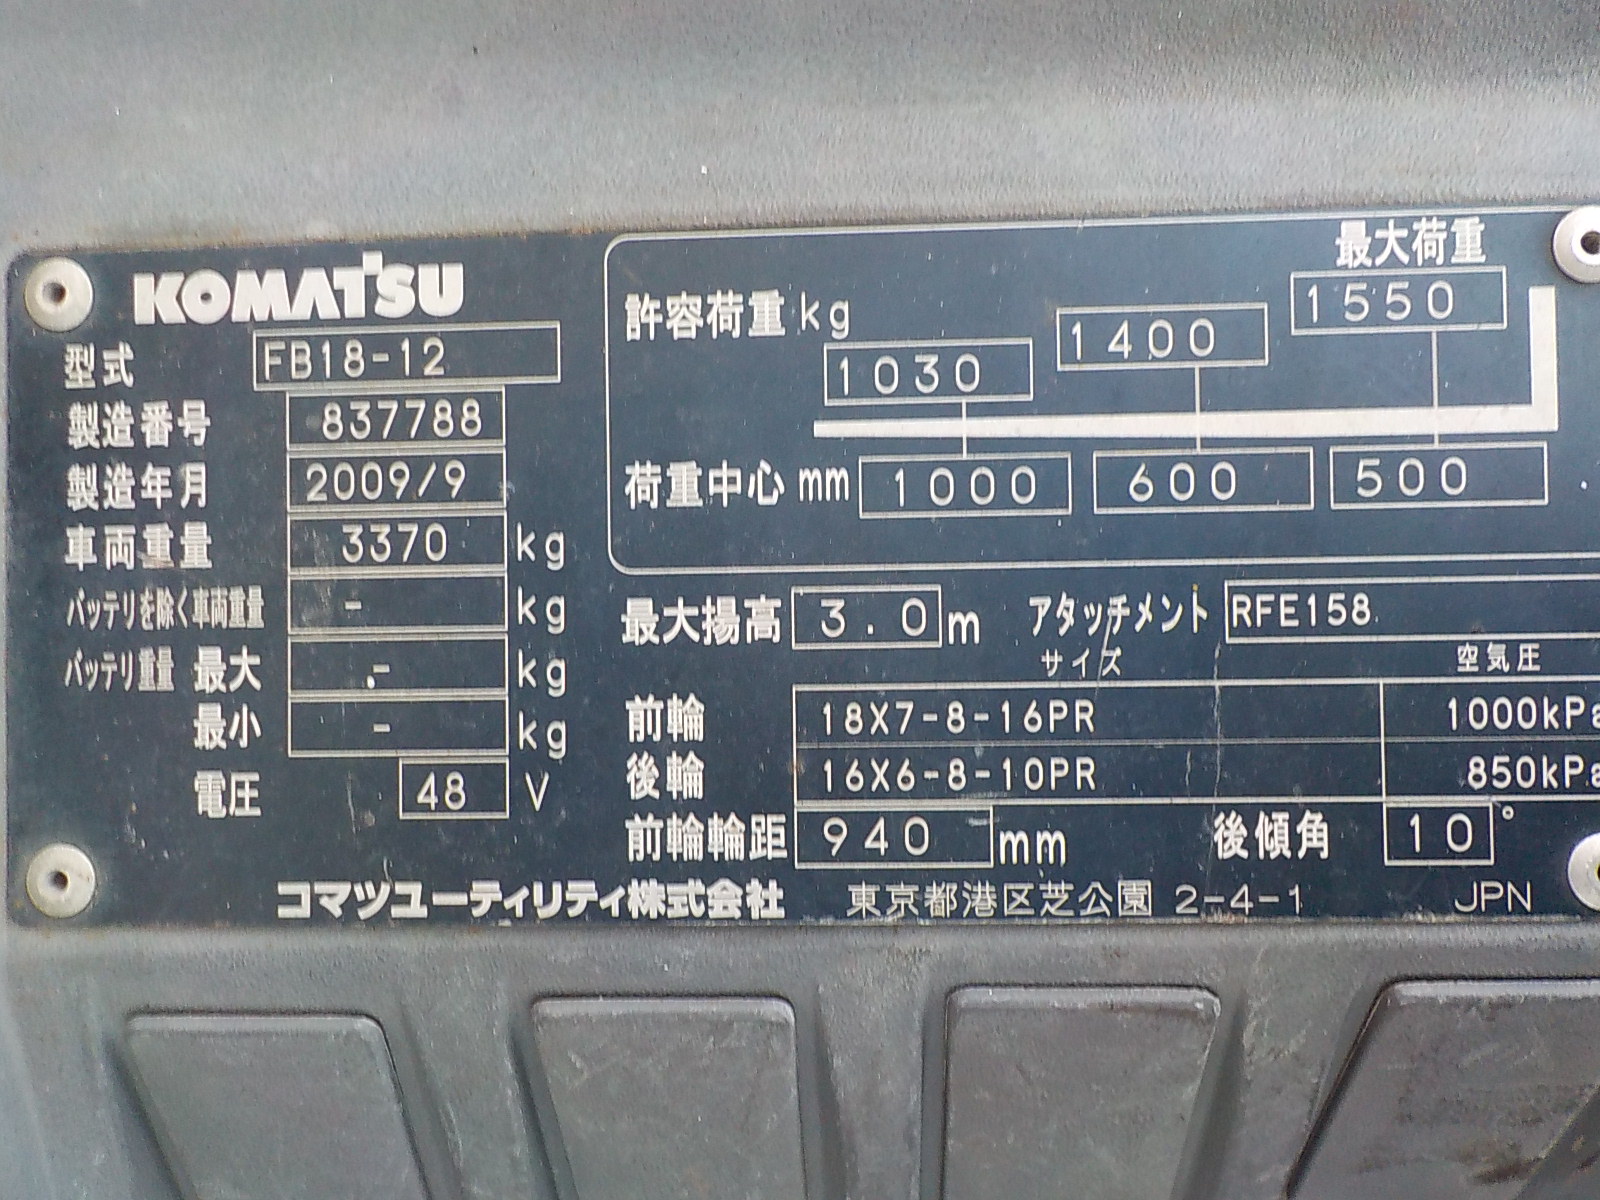 KOMATSU
型式 FB18-12
製造番号 837788
製造年月 2009/9
車両重量 3370 kg
バッテリを除く車両重量 - kg
バッテリ重量 最大 - kg
最小 - kg
電圧 48 V
最大荷重
許容荷重 kg 1030 1400 1550
荷重中心 mm 1000 600 500
最大揚高 3.0 m アタッチメント RFE158
サイズ 空気圧
前輪 18X7-8-16PR 1000kPa
後輪 16X6-8-10PR 850kPa
前輪輪距 940 mm 後傾角 10°
コマツユーティリティ株式会社 東京都港区芝公園 2-4-1 JPN